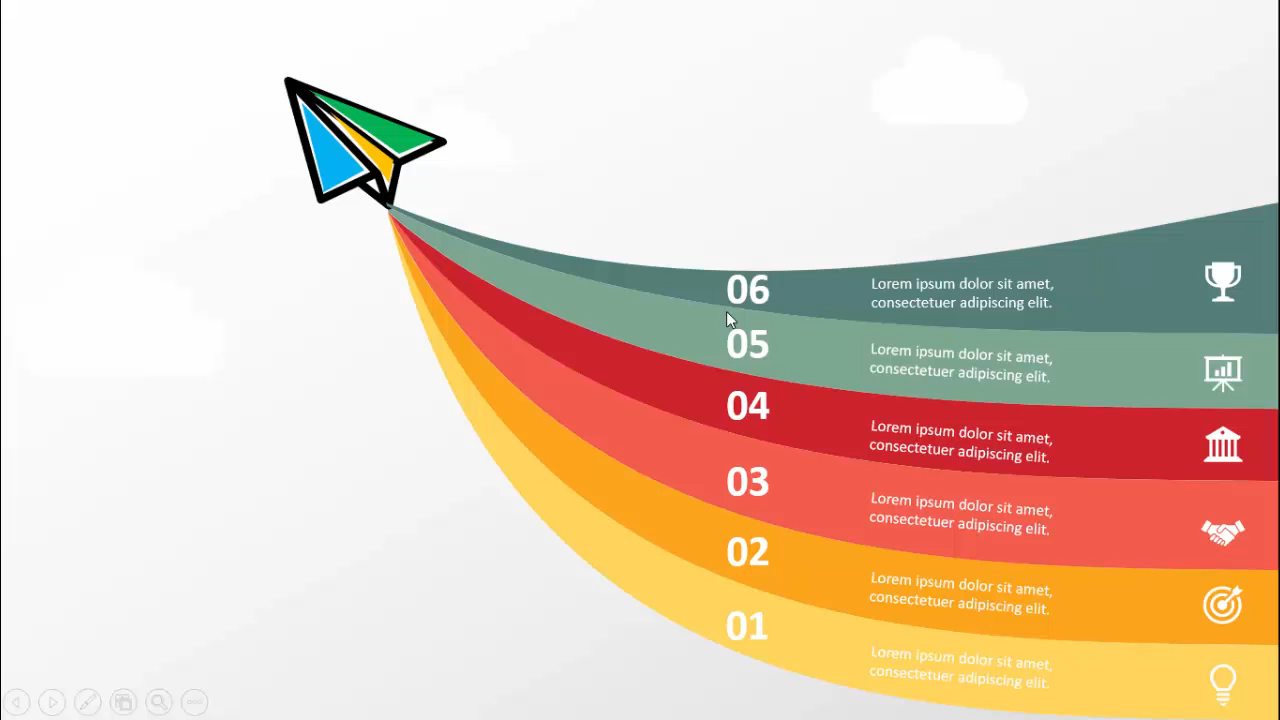 06
Lorem ipsum dolor sit amet,
consectetuer adipiscing elit.
05
Lorem ipsum dolor sit amet,
consectetuer adipiscing elit.
04
Lorem ipsum dolor sit amet,
consectetuer adipiscing elit.
03
Lorem ipsum dolor sit amet,
consectetuer adipiscing elit.
02
Lorem ipsum dolor sit amet,
consectetuer adipiscing elit.
01
Lorem ipsum dolor sit amet,
consectetuer adipiscing elit.